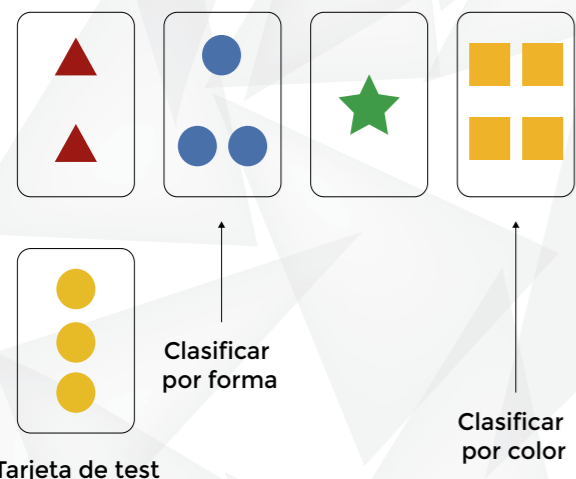 Clasificar
por forma
Clasificar
por color
Tarjeta de test